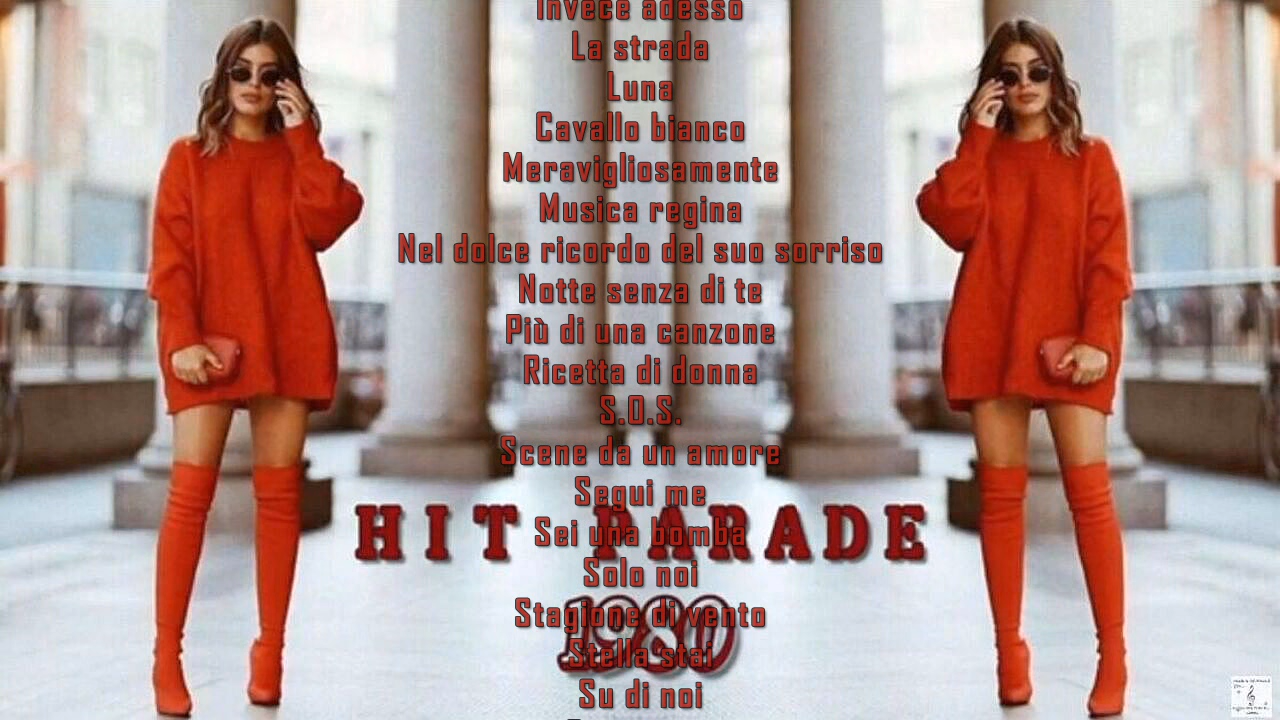 Invece adesso
La strada
Luna
Cavallo bianco
Meravigliosamente
Musica regina
Nel dolce ricordo del suo sorriso
Notte senza di te
Più di una canzone
Ricetta di donna
S.O.S.
Scene da un amore
Segui me
HIT PARADE
Sei una bomba
Solo noi
Stagione di vento
1980
Stella stai
Su di noi